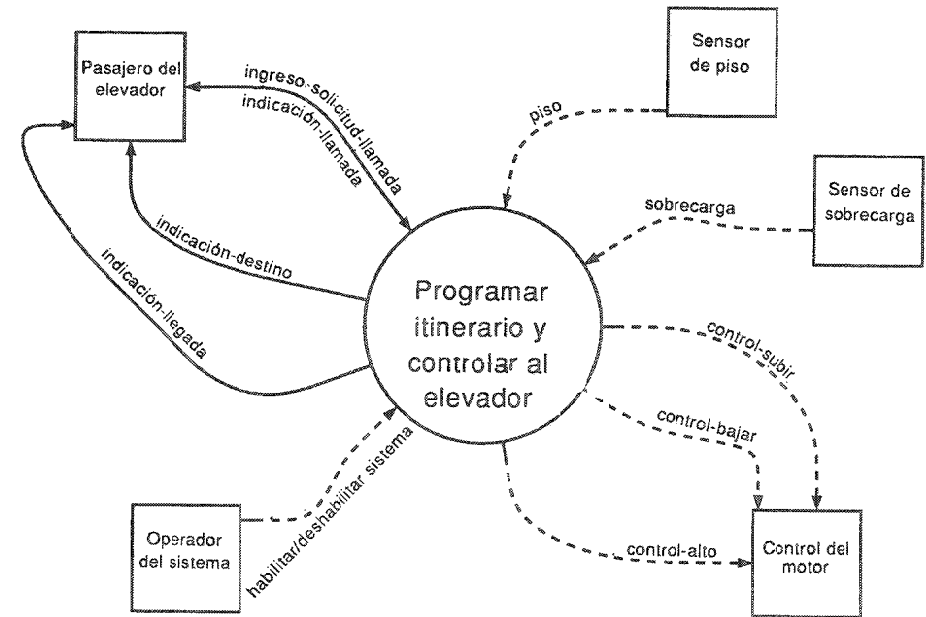 Pasajero del
elevador
ingreso-solicitud-llamada
indicación-llamada
indicación-destino
indicación-llegada
Sensor
de piso
piso
Sensor de
sobrecarga
sobrecarga
Programar
itinerario y
controlar al
elevador
control-subir
control-bajar
control-alto
Operador
del sistema
habilitar/deshabilitar sistema
Control del
motor